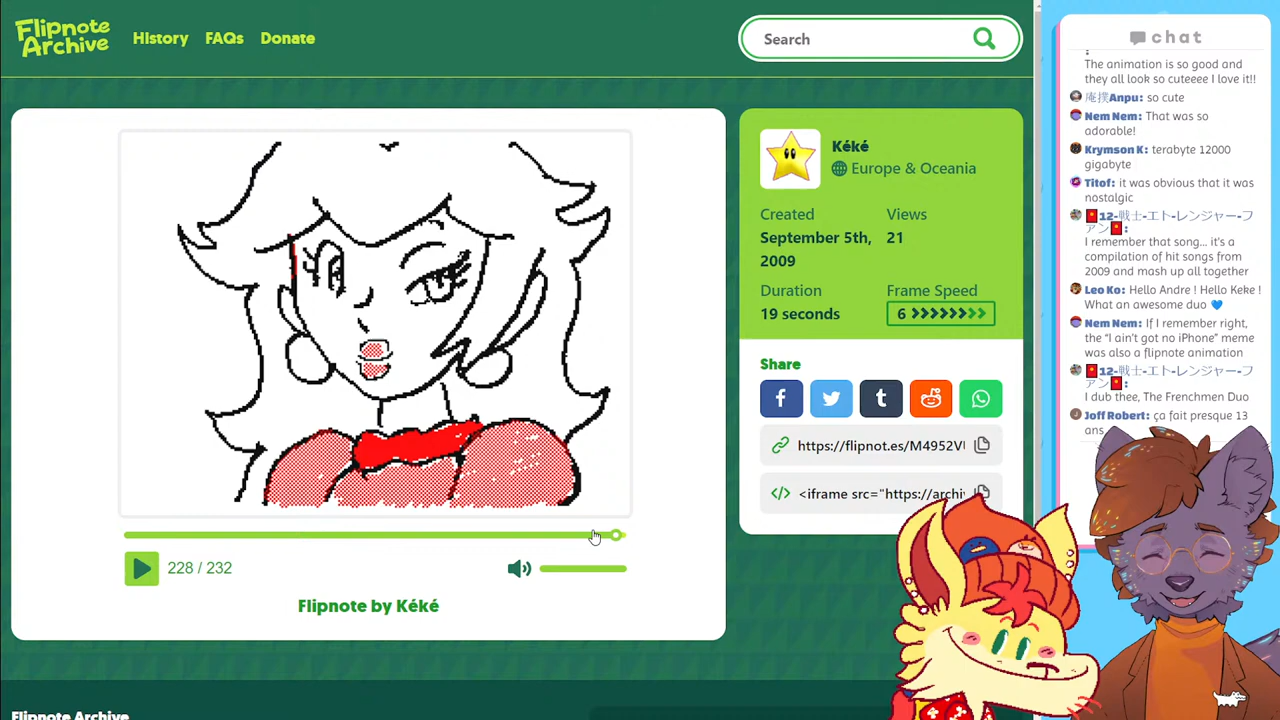 Flipnote
Archive
History
FAQs
Donate
Search
228 / 232
Flipnote by Kéké
Kéké
Europe & Oceania
Created
September 5th,
2009
Views
21
Duration
19 seconds
Frame Speed
6
Share
https://flipnot.es/M4952V
<iframe src="https://archi
Flipnote Archive
chat
:
The animation is so good and
they all look so cuteeee I love it!!
庵撲Anpu: so cute
Nem Nem: That was so
adorable!
Krymson K: terabyte 12000
gigabyte
Titof: it was obvious that it was
nostalgic
12-戦士-エト-レンジャー-フ
ァン:
I remember that song... it's a
compilation of hit songs from
2009 and mash up all together
Leo Ko: Hello Andre ! Hello Keke !
What an awesome duo
Nem Nem: If I remember right,
the "I ain't got no iPhone" meme
was also a flipnote animation
12-戦士-エト-レンジャー-フ
ァン:
I dub thee, The Frenchmen Duo
Joff Robert: ça fait presque 13
ans